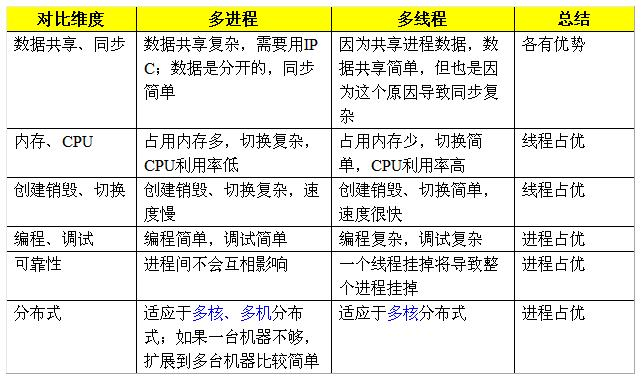 对比维度 多进程 多线程 总结
数据共享、同步 数据共享复杂，需要用IP 因为共享进程数据，数 各有优势
C；数据是分开的，同步 据共享简单，但也是因
简单 为这个原因导致同步复
杂
内存、CPU 占用内存多，切换复杂， 占用内存少，切换简 线程占优
CPU利用率低 单，CPU利用率高
创建销毁、切换 创建销毁、切换复杂，速 创建销毁、切换简单， 线程占优
度慢 速度很快
编程、调试 编程简单，调试简单 编程复杂，调试复杂 进程占优
可靠性 进程间不会互相影响 一个线程挂掉将导致整 进程占优
个进程挂掉
分布式 适应于多核、多机分布 适应于多核分布式 进程占优
式；如果一台机器不够，
扩展到多台机器比较简单